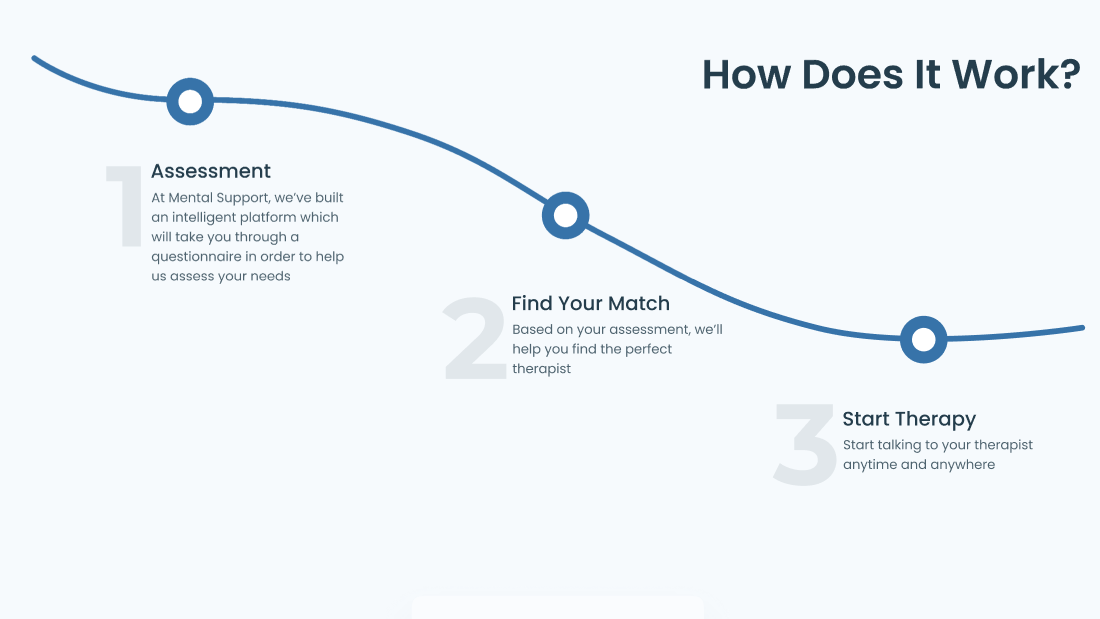 How Does It Work?
1
Assessment
At Mental Support, we’ve built
an intelligent platform which
will take you through a
questionnaire in order to help
us assess your needs
2
Find Your Match
Based on your assessment, we’ll
help you find the perfect
therapist
3
Start Therapy
Start talking to your therapist
anytime and anywhere